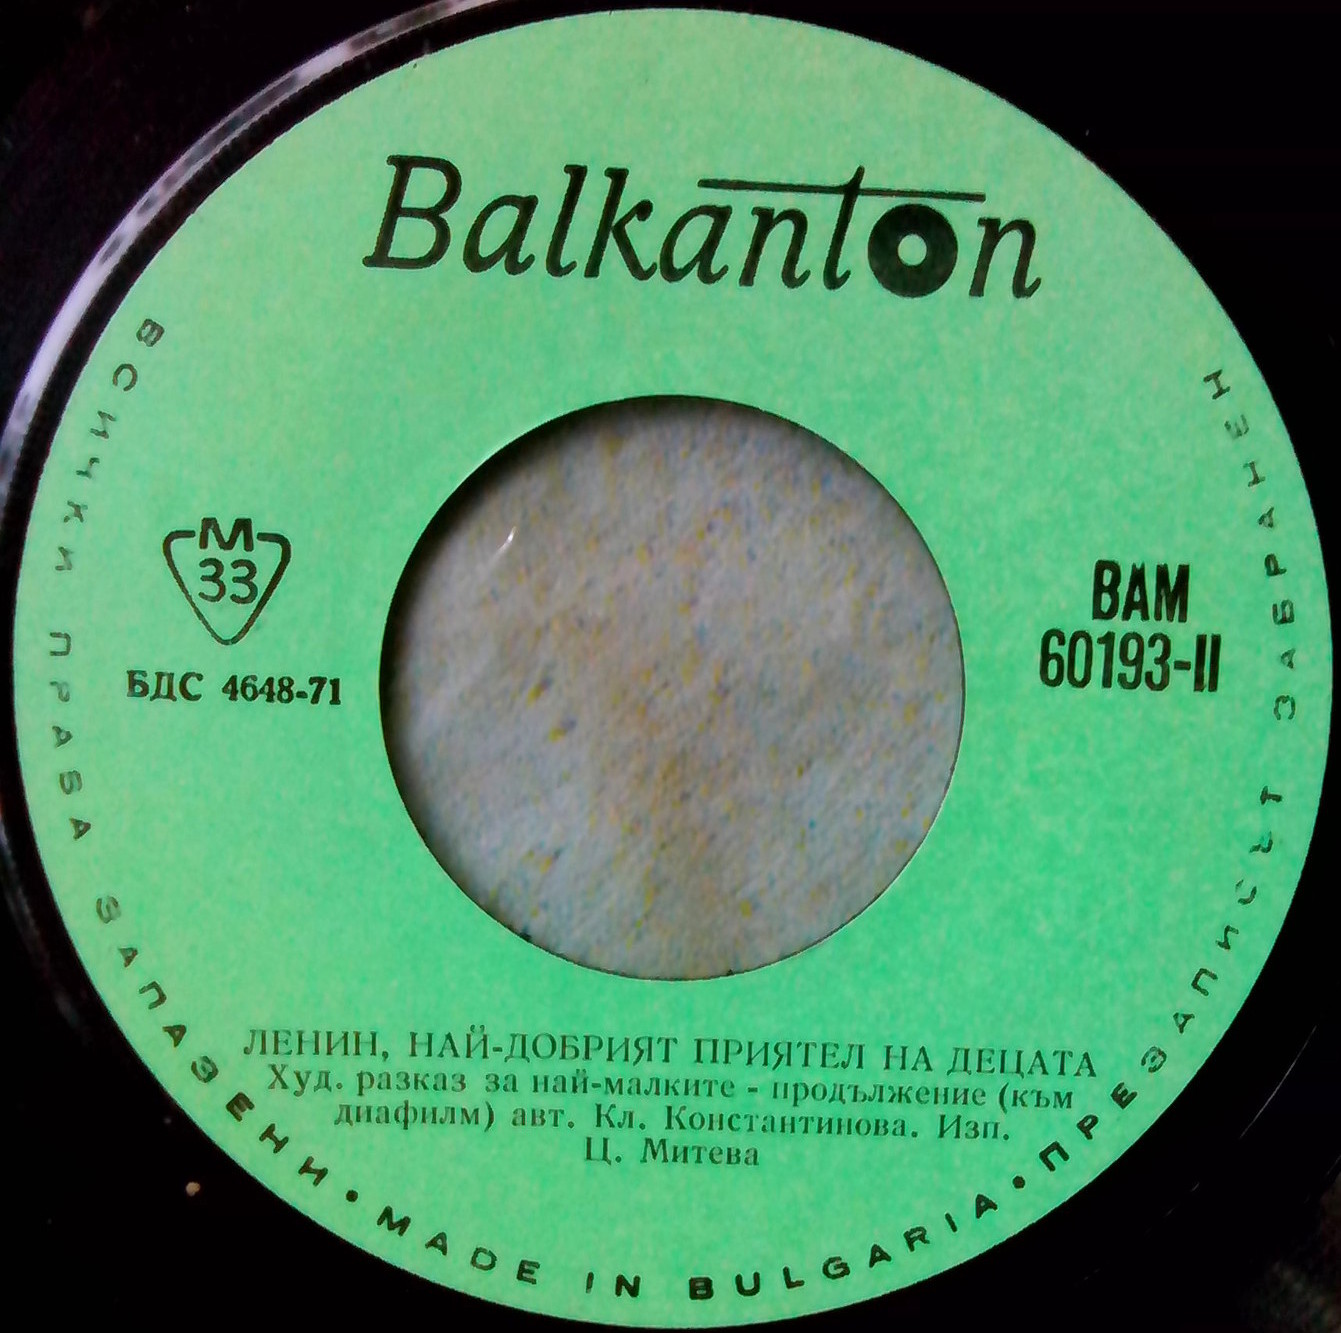 Balkanton
М
33
БДС 4648-71
ВАМ
60193-II
ЛЕНИН, НАЙ-ДОБРИЯТ ПРИЯТЕЛ НА ДЕЦАТА
Худ. разказ за най-малките - продължение (към
диафилм) авт. Кл. Константинова. Изп.
Ц. Митева
ВСИЧКИ ПРАВА ЗАПАЗЕНИ • MADE IN BULGARIA • ПРЕЗАПИСЪТ ЗАБРАНЕН